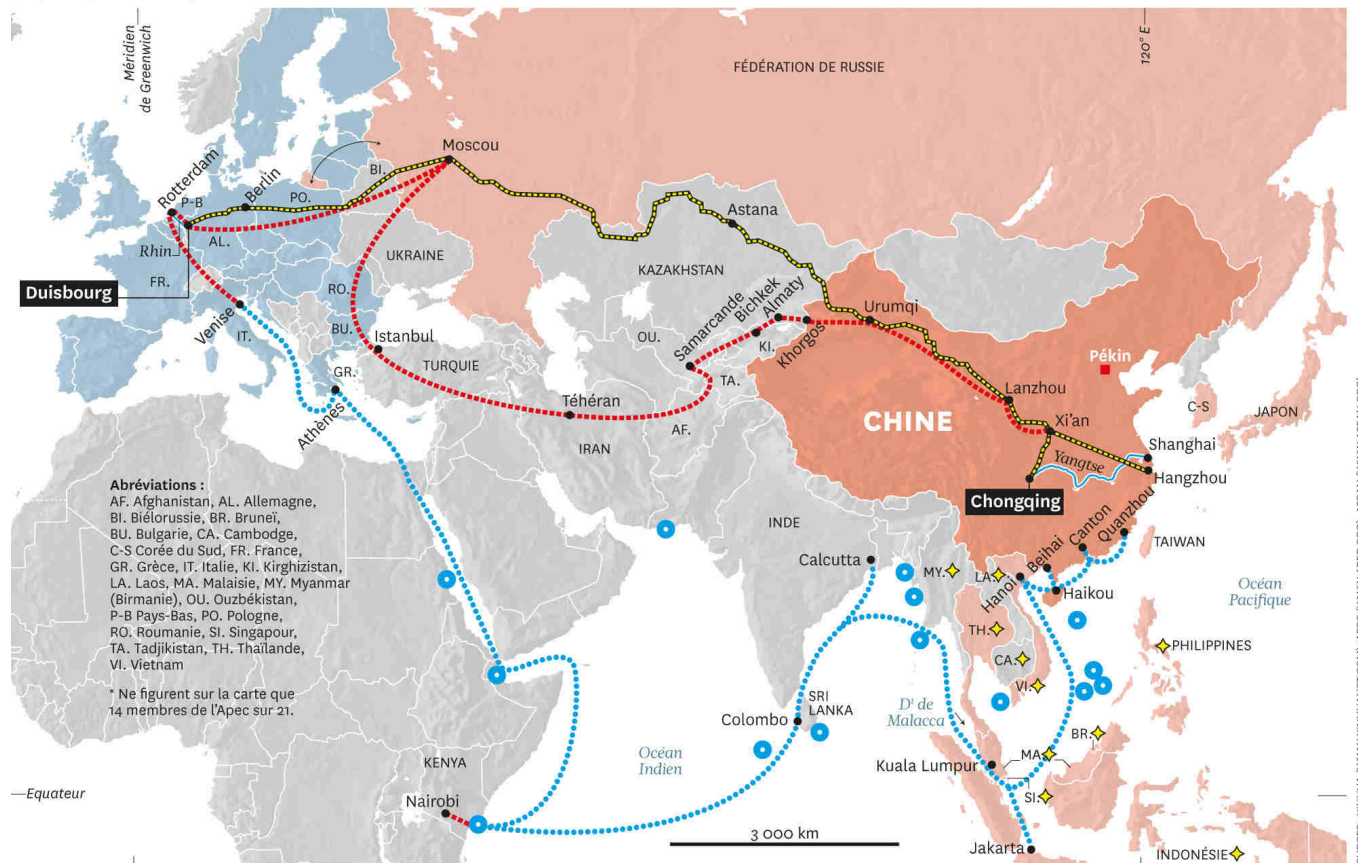 Méridien
de Greenwich
120° E
FÉDÉRATION DE RUSSIE
Moscou
Rotterdam
P-B
Berlin
PO.
BI.
Rhin
AL.
FR.
Duisbourg
UKRAINE
RO.
BU.
Venise
IT.
GR.
Athènes
Istanbul
TURQUIE
Téhéran
IRAN
AF.
Astana
KAZAKHSTAN
OU.
Samarcande
Bichkek
Almaty
Khorgos
KI.
TA.
Urumqi
Lanzhou
Xi’an
CHINE
Pékin
C-S
JAPON
Shanghai
Yangtse
Hangzhou
Chongqing
Beihai
Canton
Quanzhou
TAIWAN
Hanoi
Haikou
INDE
Calcutta
MY.
LA.
TH.
CA.
VI.
Océan
Pacifique
PHILIPPINES
Colombo
SRI
LANKA
Dt de
Malacca
Océan
Indien
BR.
MA.
Kuala Lumpur
SI.
KENYA
Nairobi
Equateur
3 000 km
Jakarta
INDONÉSIE
Abréviations :
AF. Afghanistan, AL. Allemagne,
BI. Biélorussie, BR. Bruneï,
BU. Bulgarie, CA. Cambodge,
C-S Corée du Sud, FR. France,
GR. Grèce, IT. Italie, KI. Kirghizistan,
LA. Laos, MA. Malaisie, MY. Myanmar
(Birmanie), OU. Ouzbékistan,
P-B Pays-Bas, PO. Pologne,
RO. Roumanie, SI. Singapour,
TA. Tadjikistan, TH. Thaïlande,
VI. Vietnam
* Ne figurent sur la carte que
14 membres de l’Apec sur 21.